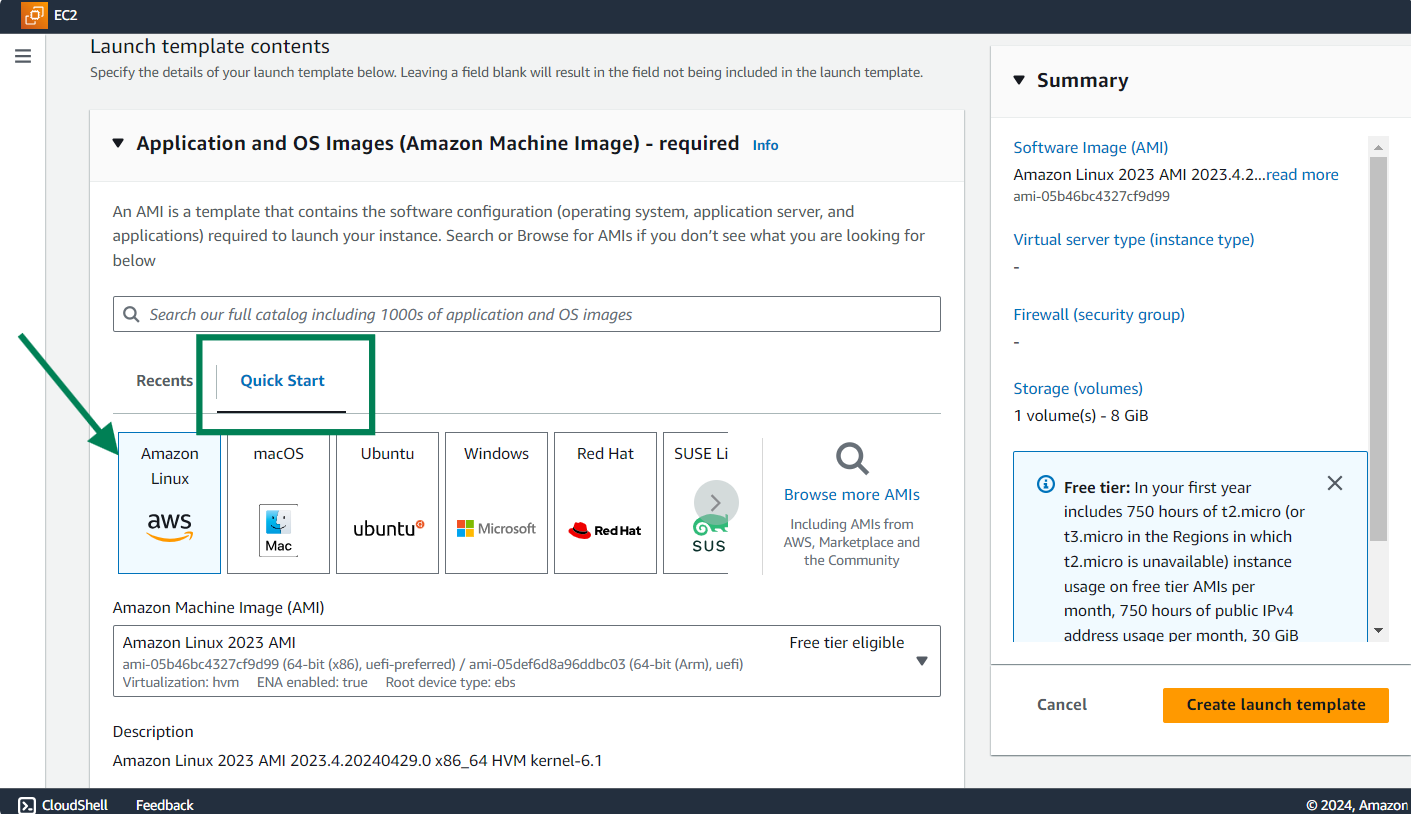 EC2
Launch template contents
Specify the details of your launch template below. Leaving a field blank will result in the field not being included in the launch template.
Application and OS Images (Amazon Machine Image) - required Info
An AMI is a template that contains the software configuration (operating system, application server, and
applications) required to launch your instance. Search or Browse for AMIs if you don’t see what you are looking for
below
Search our full catalog including 1000s of application and OS images
Recents
Quick Start
Amazon
Linux
aws
macOS
Mac
Ubuntu
ubuntu
Windows
Microsoft
Red Hat
Red Hat
SUSE Li
SUS
Browse more AMIs
Including AMIs from
AWS, Marketplace and
the Community
Amazon Machine Image (AMI)
Amazon Linux 2023 AMI Free tier eligible
ami-05b46bc4327cf9d99 (64-bit (x86), uefi-preferred) / ami-05def6d8a96ddbc03 (64-bit (Arm), uefi)
Virtualization: hvm ENA enabled: true Root device type: ebs
Description
Amazon Linux 2023 AMI 2023.4.20240429.0 x86_64 HVM kernel-6.1
Summary
Software Image (AMI)
Amazon Linux 2023 AMI 2023.4.2...read more
ami-05b46bc4327cf9d99
Virtual server type (instance type)
-
Firewall (security group)
-
Storage (volumes)
1 volume(s) - 8 GiB
Free tier: In your first year
includes 750 hours of t2.micro (or
t3.micro in the Regions in which
t2.micro is unavailable) instance
usage on free tier AMIs per
month, 750 hours of public IPv4
address usage per month, 30 GiB
Cancel
Create launch template
CloudShell Feedback © 2024, Amazon